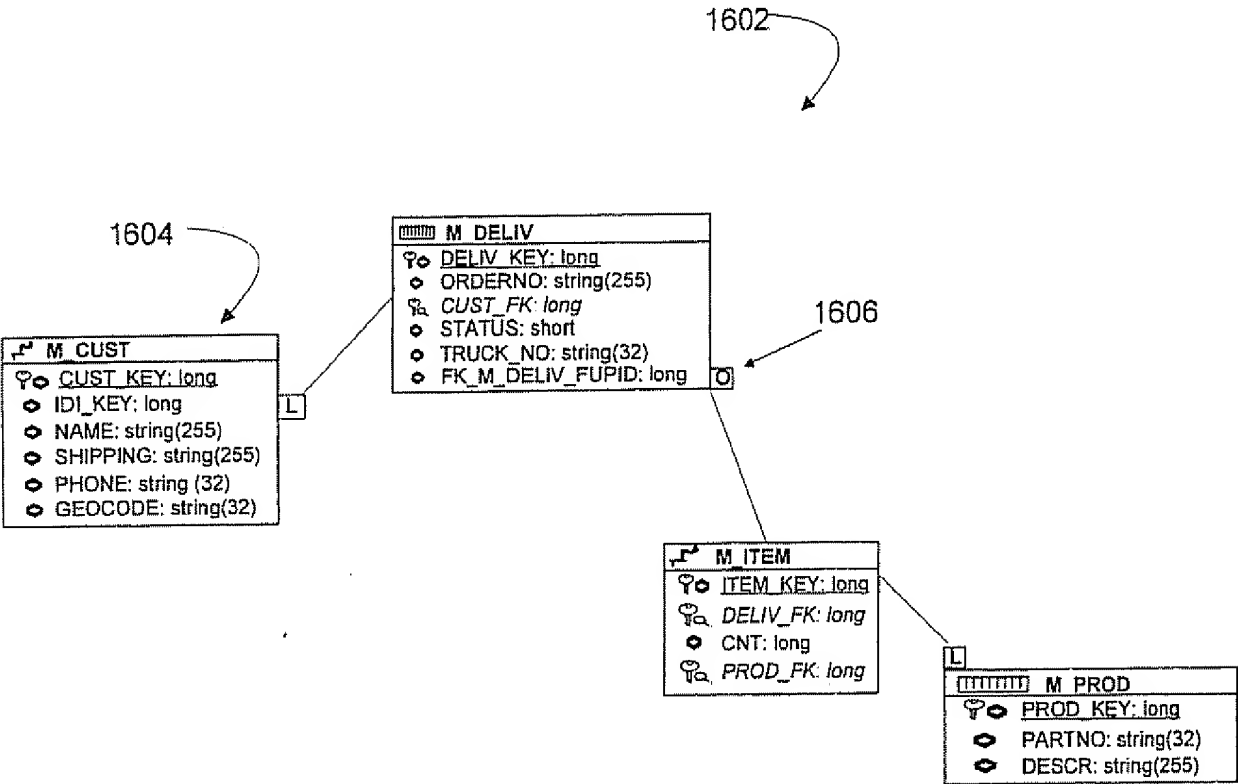 1602
1604
M_DELIV
DELIV_KEY: long
ORDERNO: string(255)
CUST_FK: long
STATUS: short
TRUCK_NO: string(32)
FK_M_DELIV_FUPID: long
O
1606
M_CUST
CUST_KEY: long
IDI_KEY: long
NAME: string(255)
SHIPPING: string(255)
PHONE: string (32)
GEOCODE: string(32)
L
M_ITEM
ITEM_KEY: long
DELIV_FK: long
CNT: long
PROD_FK: long
L
M_PROD
PROD_KEY: long
PARTNO: string(32)
DESCR: string(255)